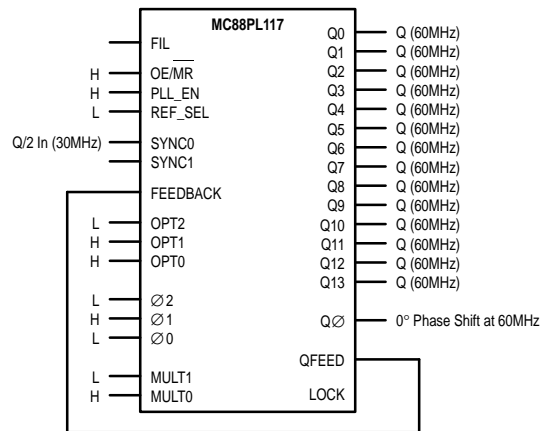 MC88PL117
FIL
H OE/MR
H PLL_EN
L REF_SEL
Q/2 In (30MHz) SYNC0
SYNC1
FEEDBACK
L OPT2
H OPT1
H OPT0
L ∅2
H ∅1
L ∅0
L MULT1
H MULT0
Q0 Q (60MHz)
Q1 Q (60MHz)
Q2 Q (60MHz)
Q3 Q (60MHz)
Q4 Q (60MHz)
Q5 Q (60MHz)
Q6 Q (60MHz)
Q7 Q (60MHz)
Q8 Q (60MHz)
Q9 Q (60MHz)
Q10 Q (60MHz)
Q11 Q (60MHz)
Q12 Q (60MHz)
Q13 Q (60MHz)
Q∅ 0° Phase Shift at 60MHz
QFEED
LOCK